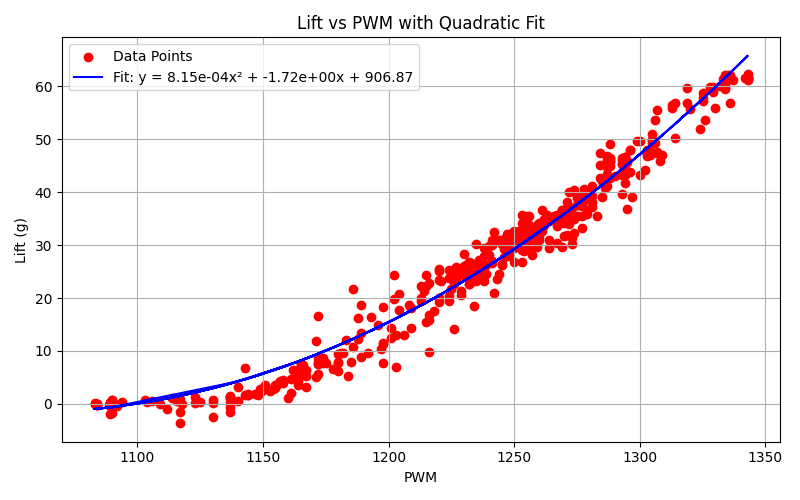 Lift vs PWM with Quadratic Fit
Data Points
Fit: y = 8.15e-04x² + -1.72e+00x + 906.87
60
50
40
30
20
10
0
Lift (g)
1100 1150 1200 1250 1300 1350
PWM